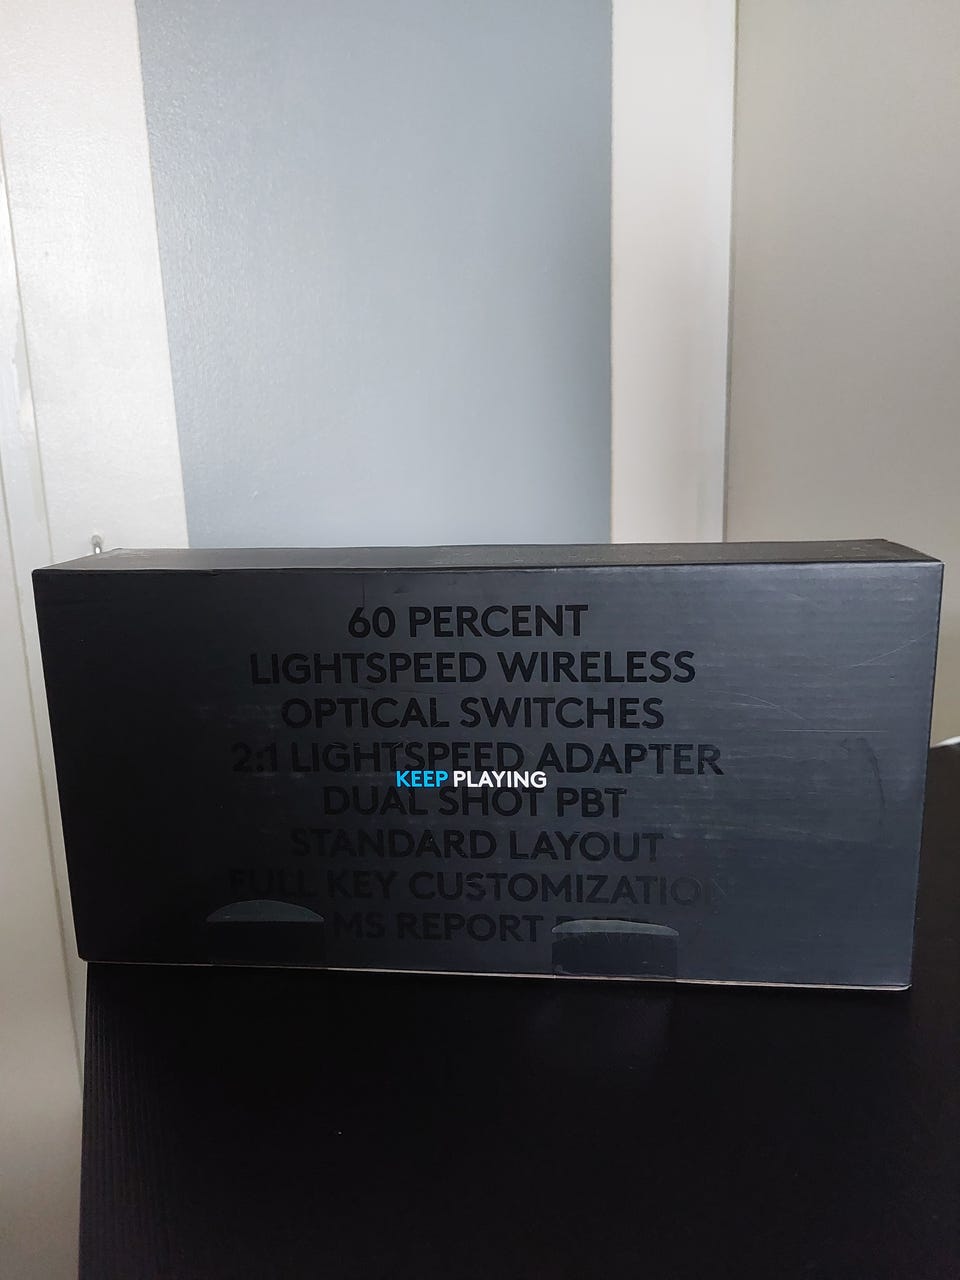 60 PERCENT
LIGHTSPEED WIRELESS
OPTICAL SWITCHES
2:1 LIGHTSPEED ADAPTER
KEEP PLAYING
DUAL SHOT PBT
STANDARD LAYOUT
FULL KEY CUSTOMIZATION
MS REPORT